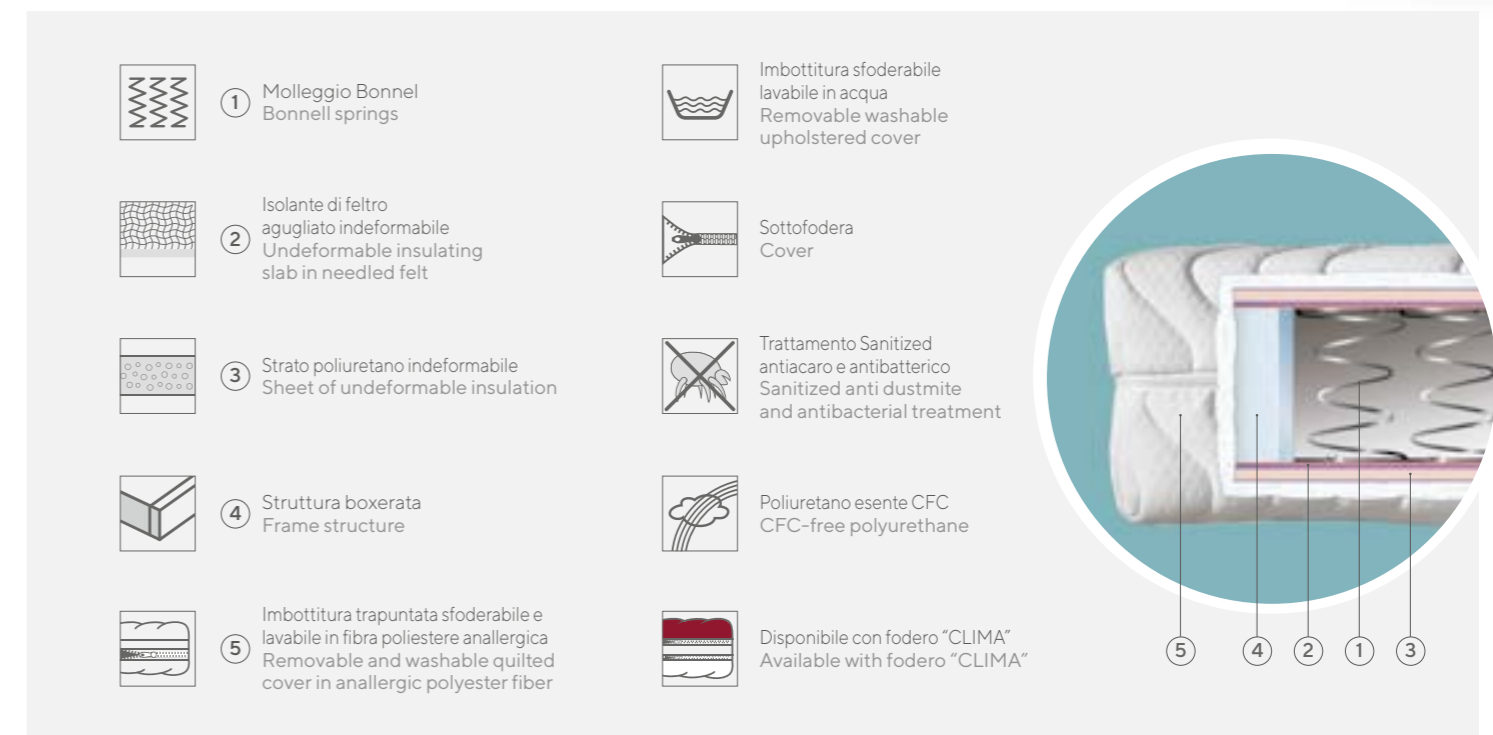 1
Molleggio Bonnel
Bonnell springs
2
Isolante di feltro
agugliato indeformabile
Undeformable insulating
slab in needled felt
3
Strato poliuretano indeformabile
Sheet of undeformable insulation
4
Struttura boxerata
Frame structure
5
Imbottitura trapuntata sfoderabile e
lavabile in fibra poliestere anallergica
Removable and washable quilted
cover in anallergic polyester fiber
Imbottitura sfoderabile
lavabile in acqua
Removable washable
upholstered cover
Sottofodera
Cover
Trattamento Sanitized
antiacaro e antibatterico
Sanitized anti dustmite
and antibacterial treatment
Poliuretano esente CFC
CFC-free polyurethane
Disponibile con fodero “CLIMA”
Available with fodero “CLIMA”
5 4 2 1 3